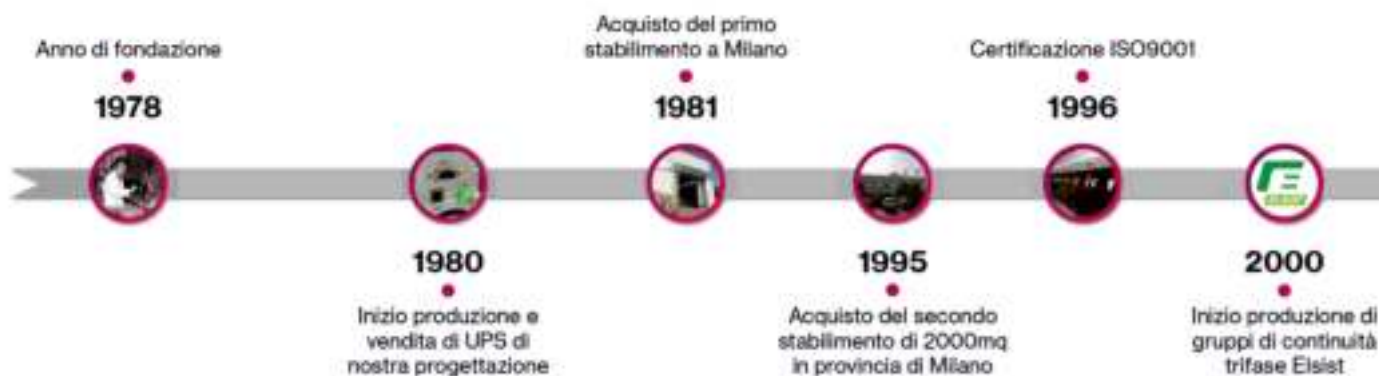 Anno di fondazione
1978
1980
Inizio produzione e
vendita di UPS di
nostra progettazione
Acquisto del primo
stabilimento a Milano
1981
1995
Acquisto del secondo
stabilimento di 2000mq
in provincia di Milano
Certificazione ISO9001
1996
2000
Inizio produzione di
gruppi di continuità
trifase Elsist